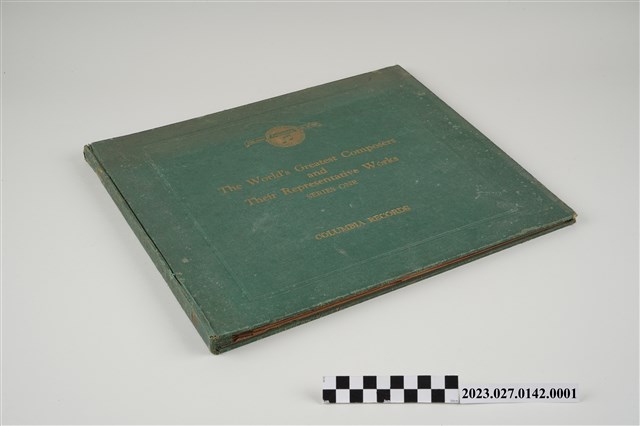 The World's Greatest Composers
and
Their Representative Works
SERIES ONE
COLUMBIA RECORDS
2023.027.0142.0001